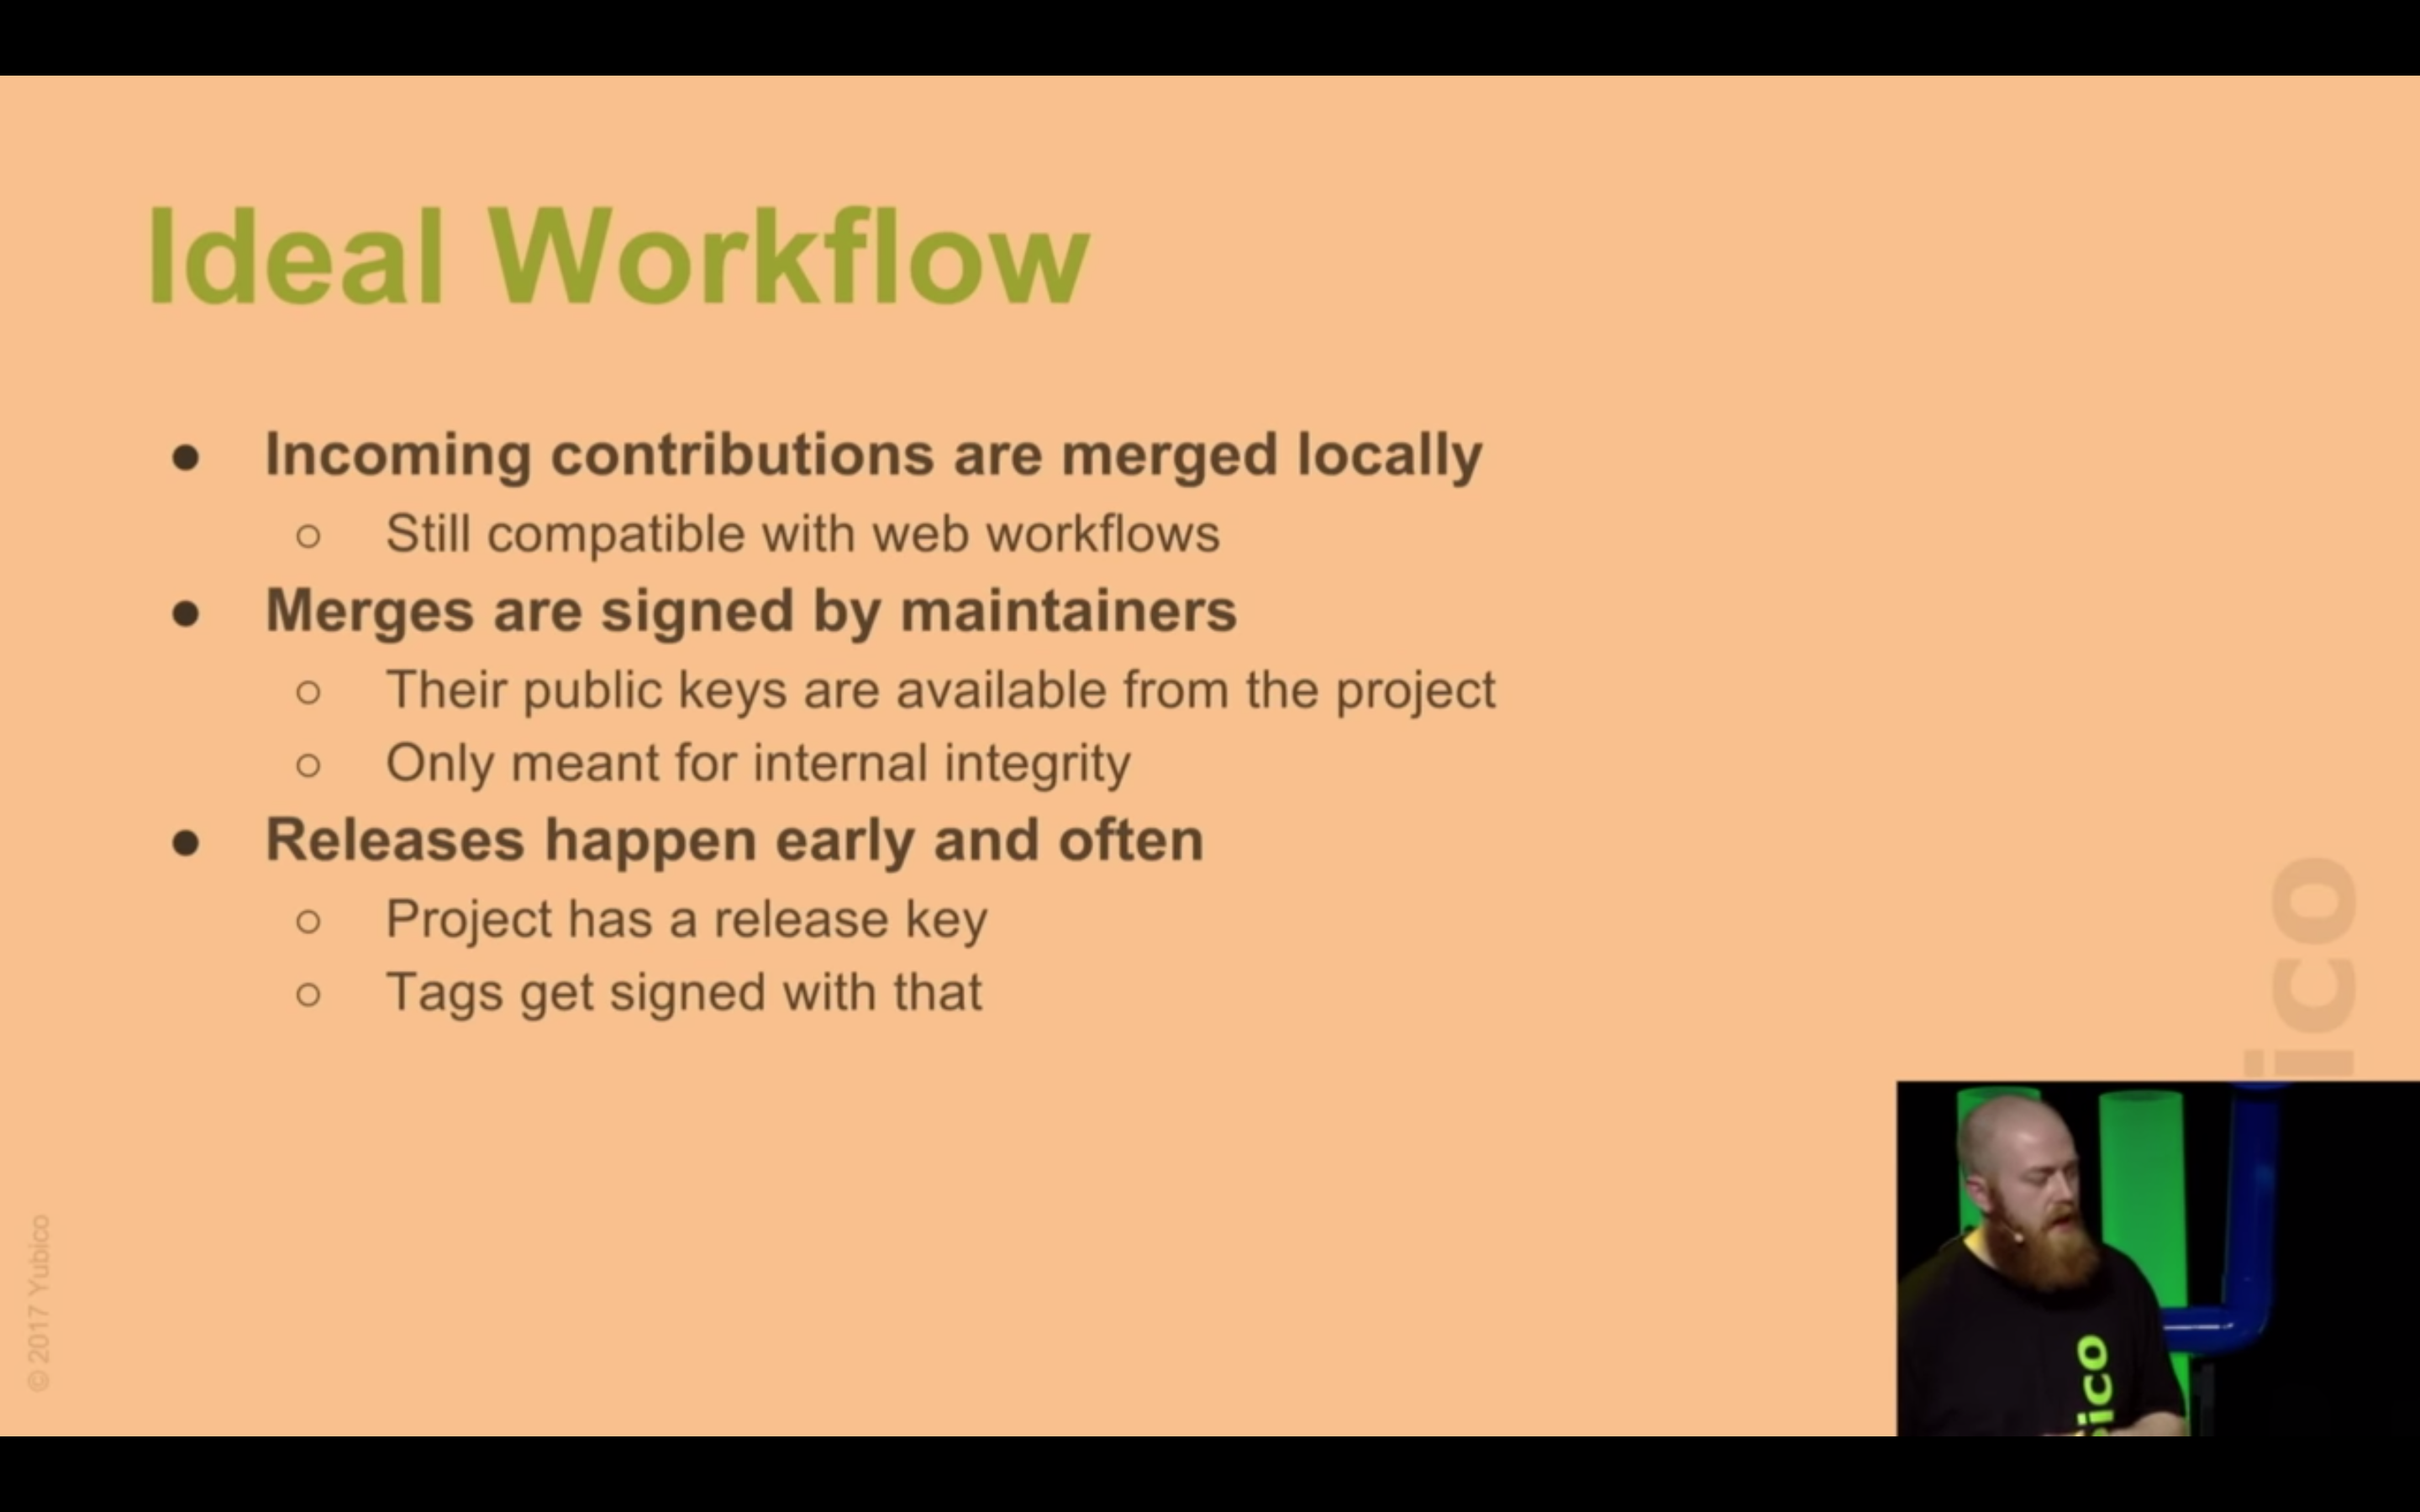 Ideal Workflow
● Incoming contributions are merged locally
○ Still compatible with web workflows
● Merges are signed by maintainers
○ Their public keys are available from the project
○ Only meant for internal integrity
● Releases happen early and often
○ Project has a release key
○ Tags get signed with that
ico
© 2017 Yubico
ico